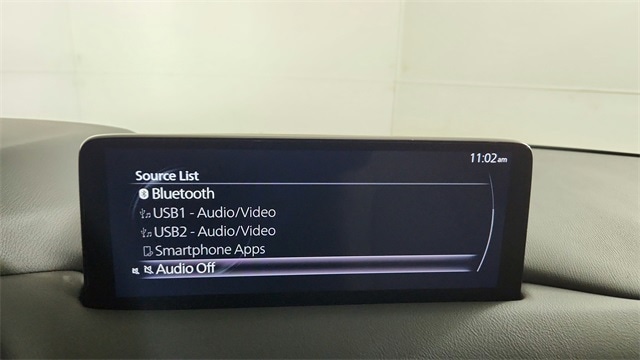 11:02am
Source List
Bluetooth
USB1 - Audio/Video
USB2 - Audio/Video
Smartphone Apps
Audio Off